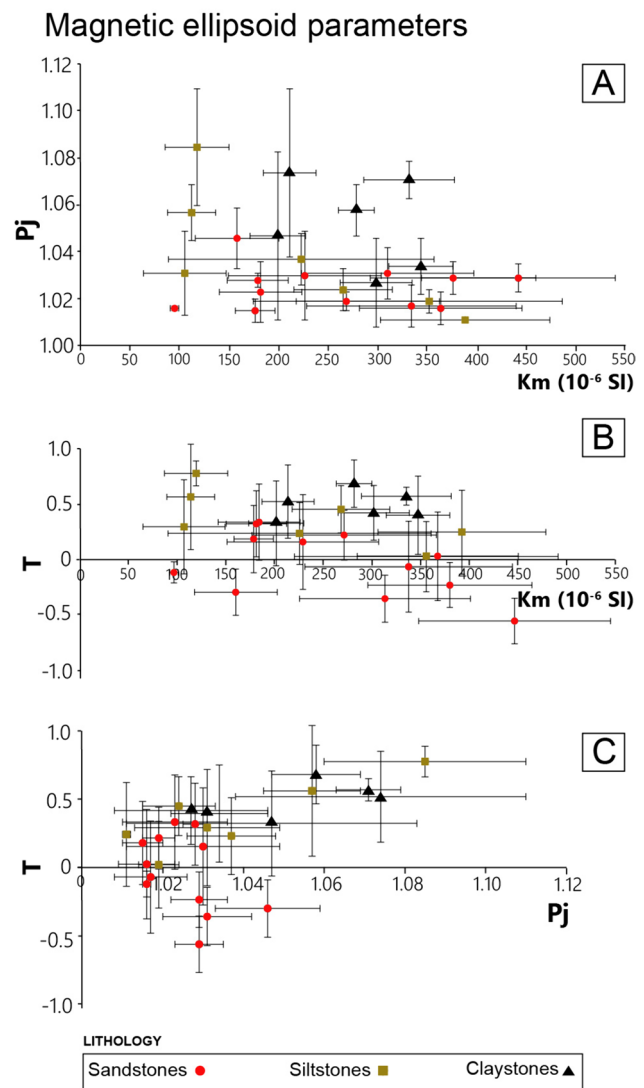 Magnetic ellipsoid parameters
A
1.12
1.10
1.08
1.06
1.04
1.02
1.00
Pj
0 50 100 150 200 250 300 350 400 450 500 550
Km (10⁻⁶ SI)
B
1.0
0.5
0
-0.5
-1.0
T
0 50 100 150 200 250 300 350 400 450 500 550
Km (10⁻⁶ SI)
C
1.0
0.5
0
-0.5
-1.0
T
0 1.02 1.04 1.06 1.08 1.10 1.12
Pj
LITHOLOGY
Sandstones Siltstones Claystones